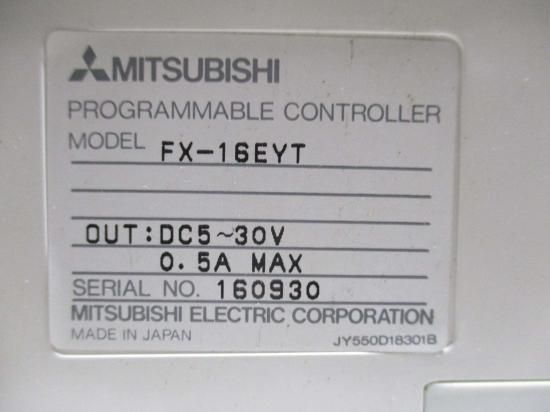 MITSUBISHI
PROGRAMMABLE CONTROLLER
MODEL FX-16EYT
OUT:DC5~30V
0.5A MAX
SERIAL NO. 160930
MITSUBISHI ELECTRIC CORPORATION
MADE IN JAPAN JY550D18301B